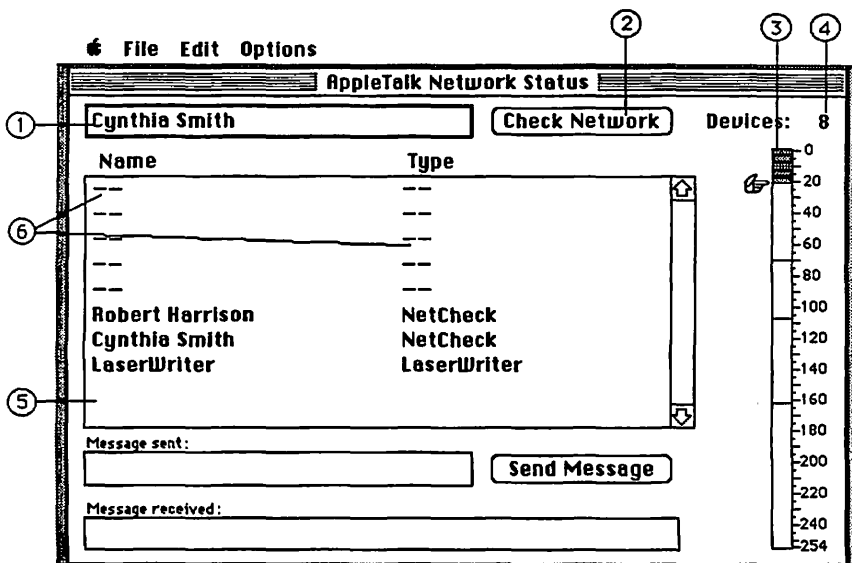 2
3 4
File Edit Options
AppleTalk Network Status
1 Cynthia Smith Check Network Devices: 8
Name Type
-- --
-- --
6 -- --
-- --
-- --
Robert Harrison NetCheck
Cynthia Smith NetCheck
LaserWriter LaserWriter
5
Message sent:
Send Message
Message received:
0
20
40
60
80
100
120
140
160
180
200
220
240
254